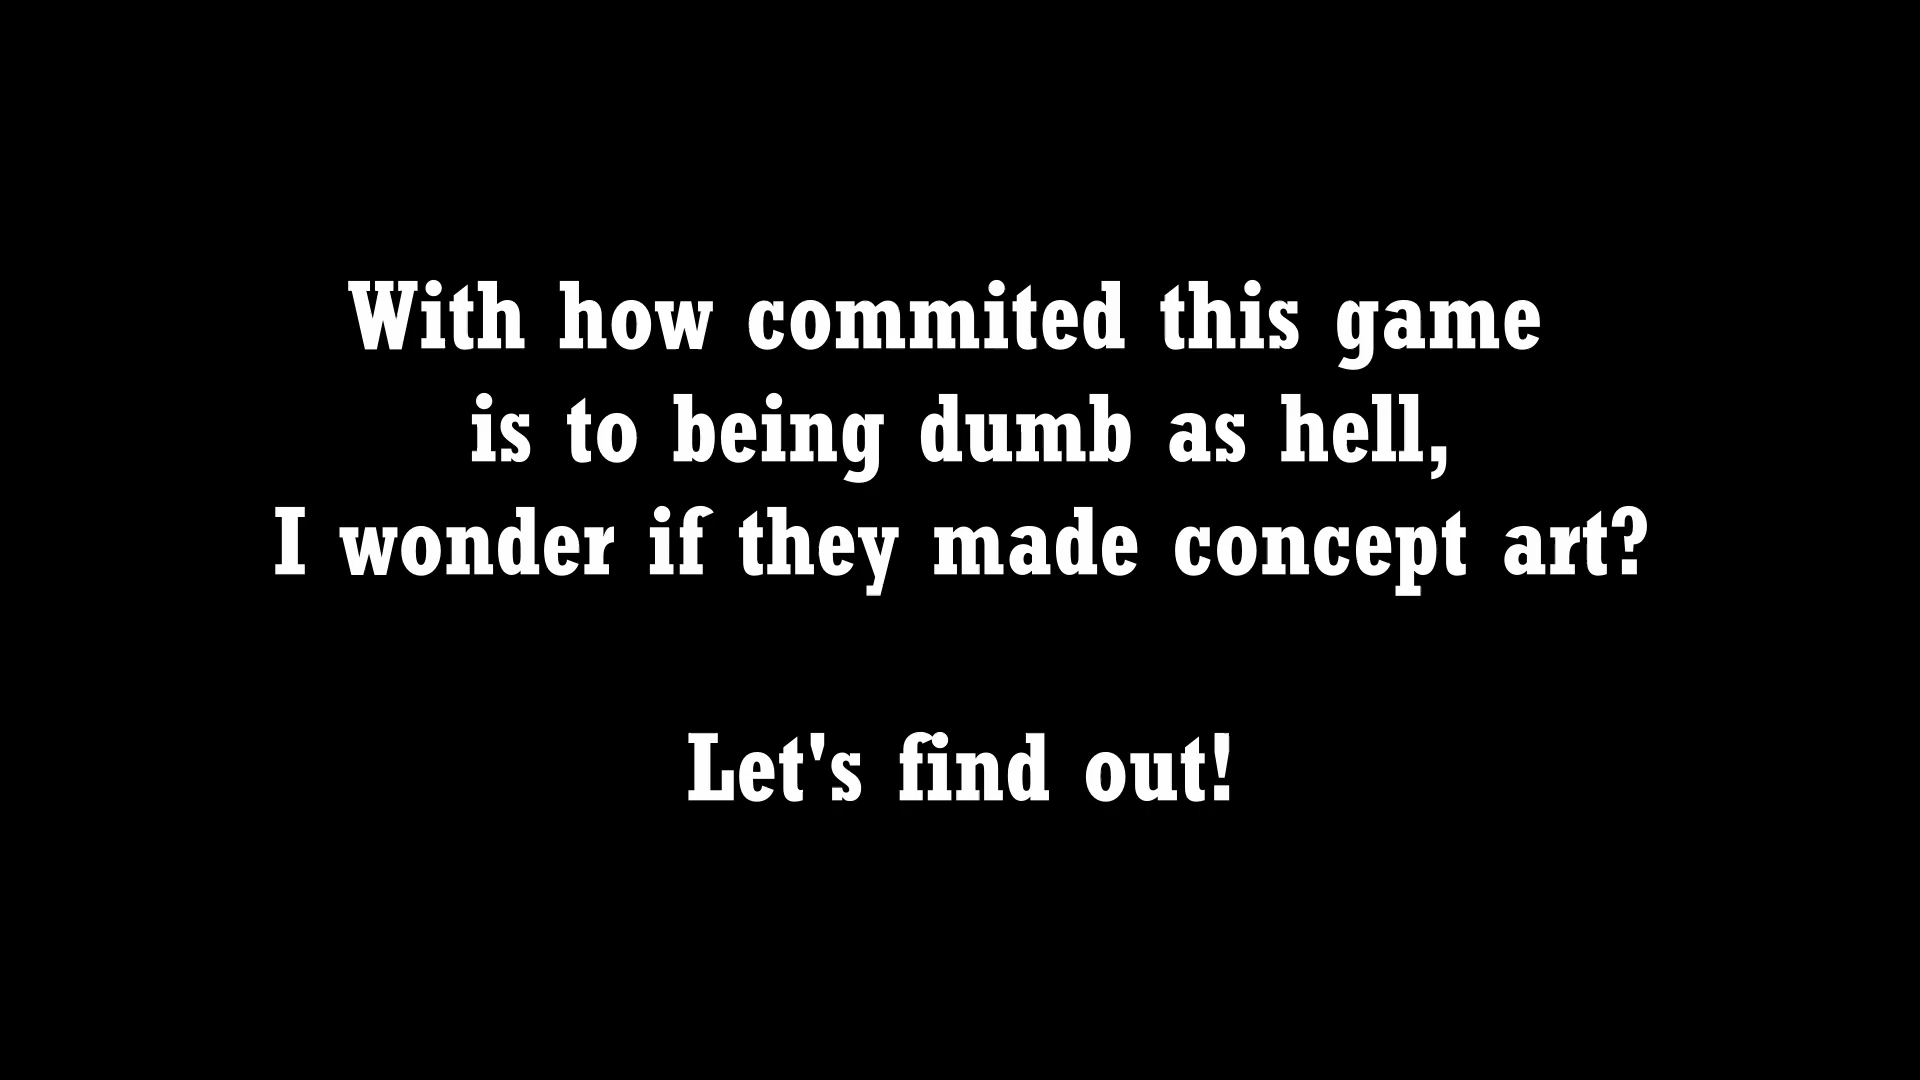 With how commited this game
is to being dumb as hell,
I wonder if they made concept art?
Let's find out!